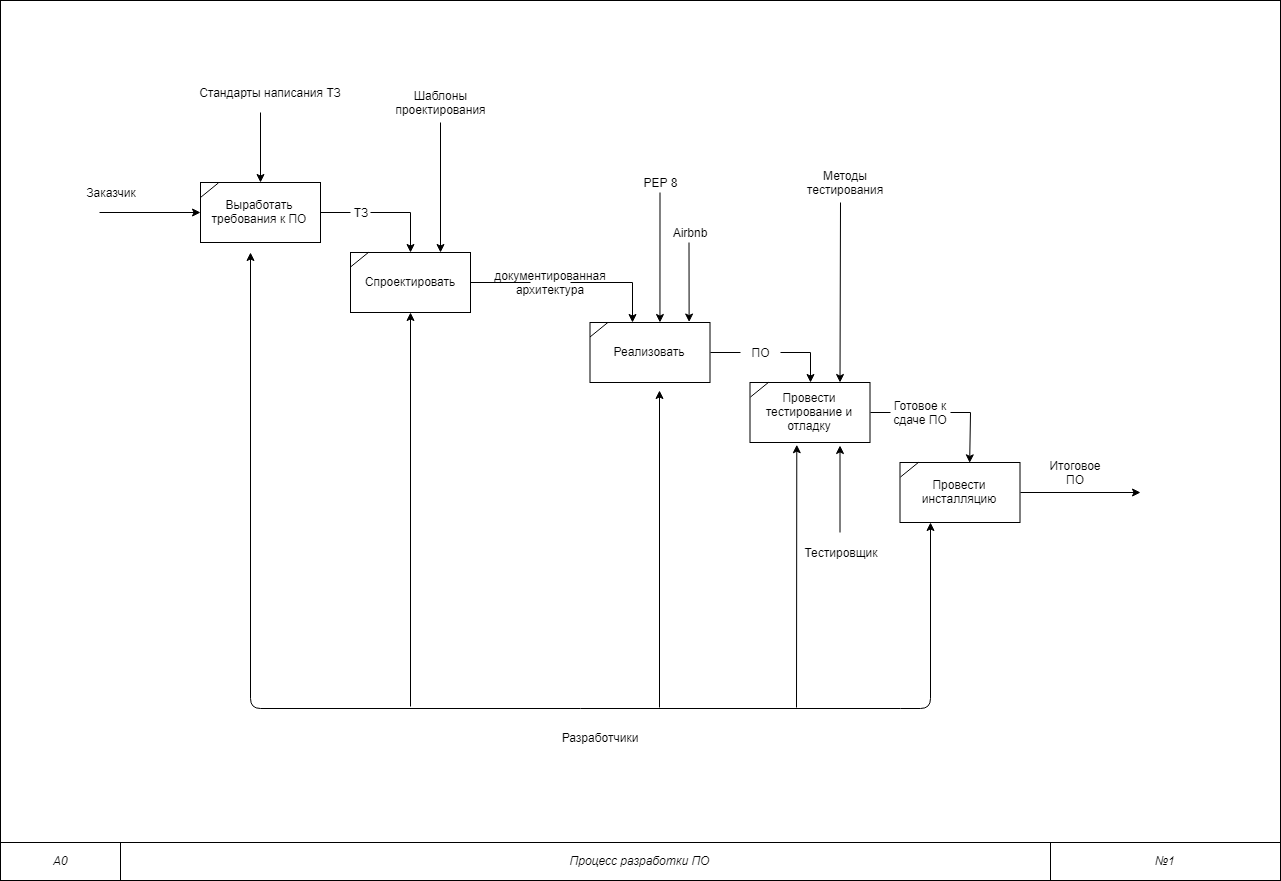 Стандарты написания ТЗ
Шаблоны
проектирования
Заказчик
Выработать
требования к ПО
ТЗ
Спроектировать
документированная
архитектура
PEP 8
Airbnb
Методы
тестирования
Реализовать
ПО
Провести
тестирование и
отладку
Готовое к
сдаче ПО
Итоговое
ПО
Провести
инсталляцию
Тестировщик
Разработчики
A0
Процесс разработки ПО
№1